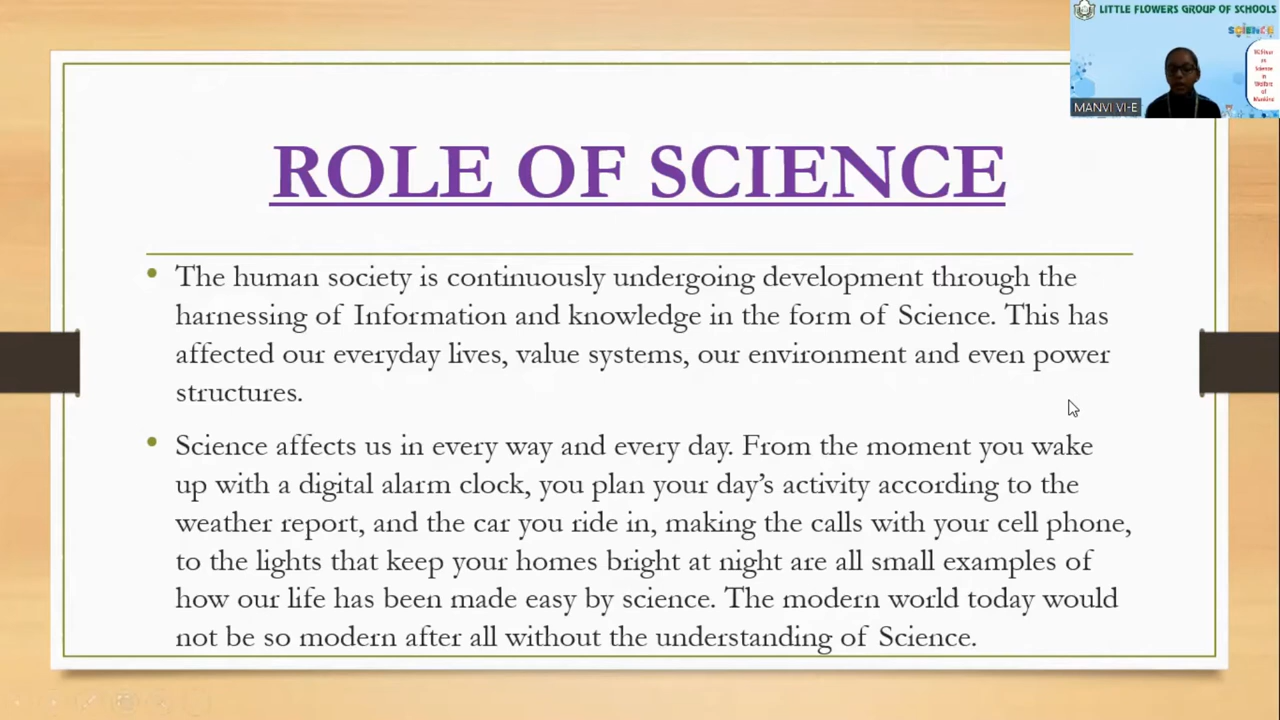 LITTLE FLOWERS GROUP OF SCHOOLS
SCIENCE
Science
in
of
MANVI VI-E
ROLE OF SCIENCE
• The human society is continuously undergoing development through the
harnessing of Information and knowledge in the form of Science. This has
affected our everyday lives, value systems, our environment and even power
structures.
• Science affects us in every way and every day. From the moment you wake
up with a digital alarm clock, you plan your day’s activity according to the
weather report, and the car you ride in, making the calls with your cell phone,
to the lights that keep your homes bright at night are all small examples of
how our life has been made easy by science. The modern world today would
not be so modern after all without the understanding of Science.